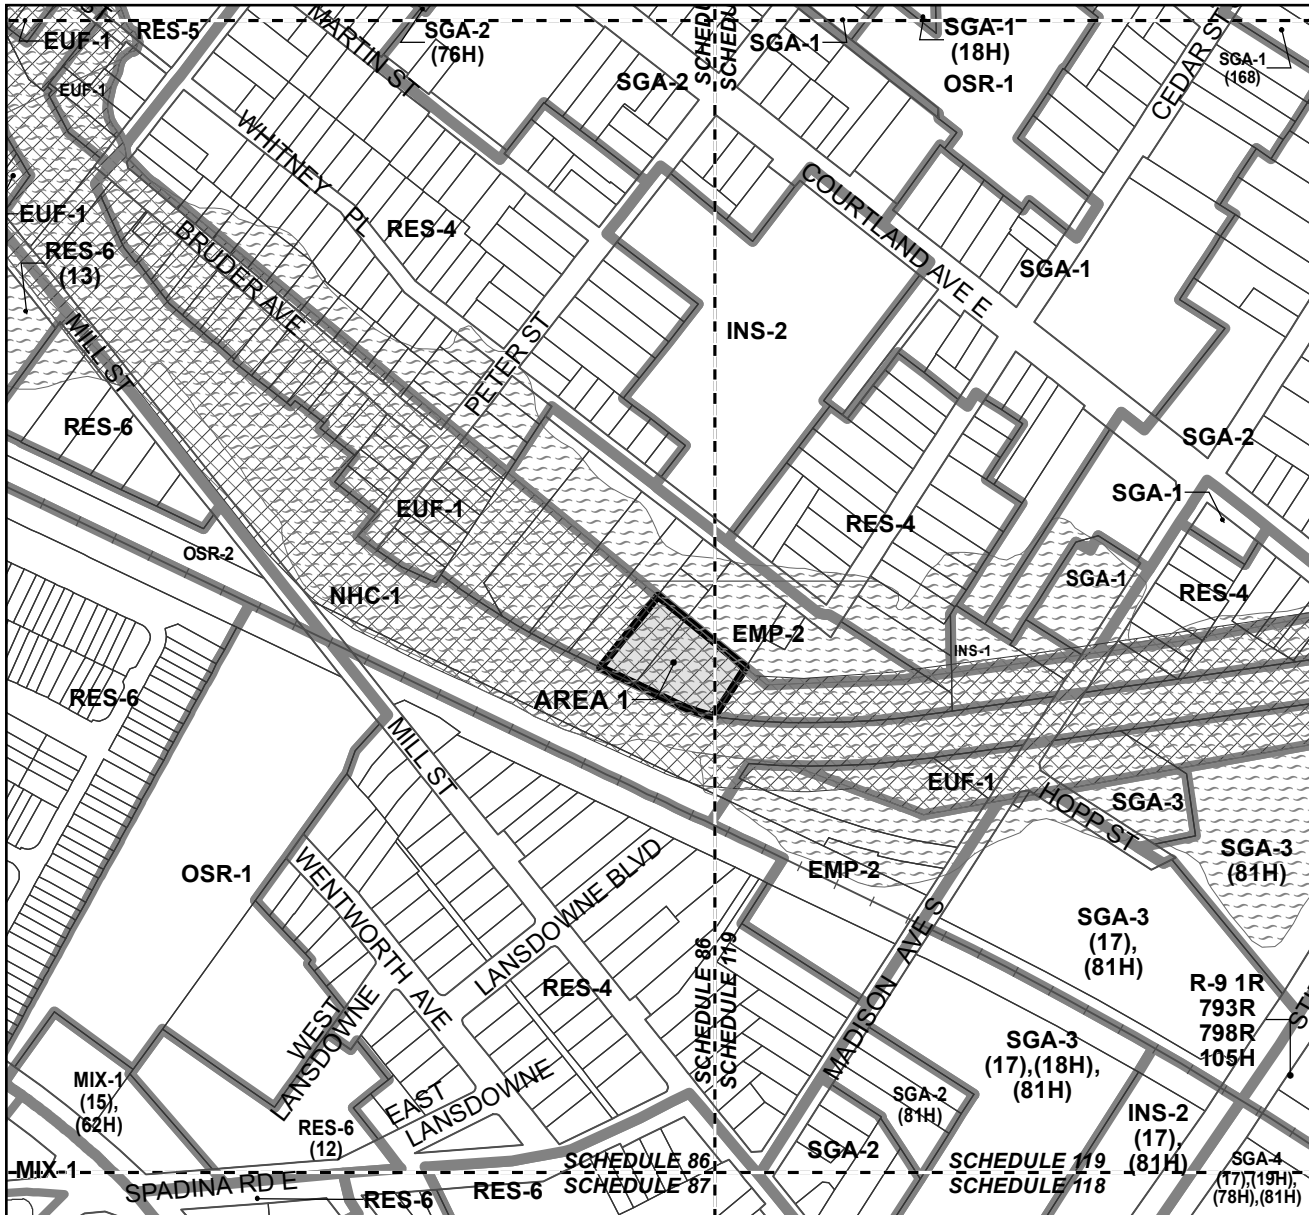 ST
EUF-1
RES-5
MARTIN ST
SGA-2
(76H)
SCHEDU
SCHEDU
SGA-1
SGA-1
(18H)
OSR-1
CEDAR ST
SGA-1
(168)
EUF-1
SGA-2
WHITNEY
PL
COURTLAND AVE E
EUF-1
RES-6
(13)
BRUDER AVE
RES-4
SGA-1
MILL ST
PETER ST
INS-2
RES-6
SGA-2
SGA-1
EUF-1
RES-4
OSR-2
SGA-1
RES-4
NHC-1
EMP-2
INS-1
RES-6
AREA 1
MILL ST
EUF-1
HOPP ST
SGA-3
OSR-1
WENTWORTH AVE
LANSDOWNE BLVD
EMP-2
SGA-3
(81H)
SGA-3
(17),
(81H)
SCHEDULE 86
SCHEDULE 119
MADISON AVE S
RES-4
R-9 1R
793R
798R
105H
ST
WEST
LANSDOWNE
SGA-3
(17),(18H),
(81H)
MIX-1
(15),
(62H)
RES-6
(12)
EAST
LANSDOWNE
SGA-2
(81H)
INS-2
(17),
(81H)
SGA-2
MIX-1
SCHEDULE 86
SCHEDULE 87
SCHEDULE 119
SCHEDULE 118
SGA-4
(17),(19H),
(78H),(81H)
SPADINA RD E
RES-6
RES-6